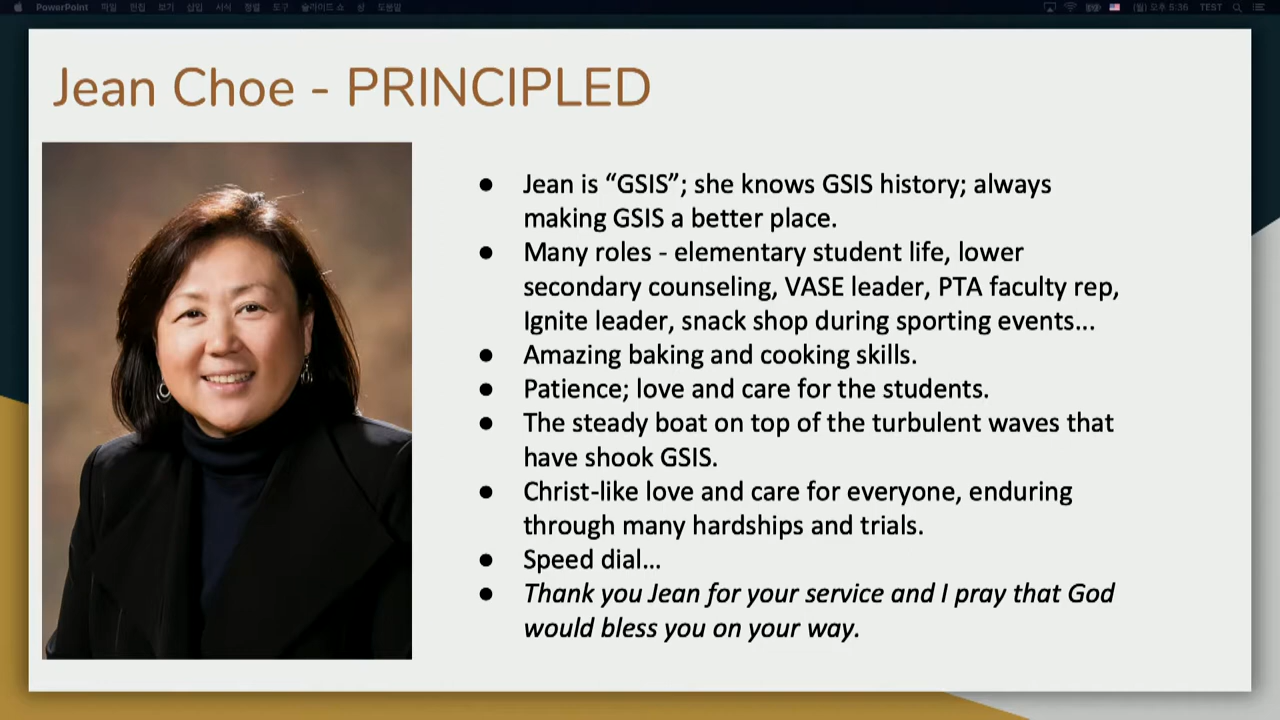 PowerPoint 파일 편집 보기 삽입 서식 정렬 도구 슬라이드 쇼 창 도움말 (월) 오후 5:36 TEST
Jean Choe - PRINCIPLED
● Jean is “GSIS”; she knows GSIS history; always
making GSIS a better place.
● Many roles - elementary student life, lower
secondary counseling, VASE leader, PTA faculty rep,
Ignite leader, snack shop during sporting events...
● Amazing baking and cooking skills.
● Patience; love and care for the students.
● The steady boat on top of the turbulent waves that
have shook GSIS.
● Christ-like love and care for everyone, enduring
through many hardships and trials.
● Speed dial...
● Thank you Jean for your service and I pray that God
would bless you on your way.